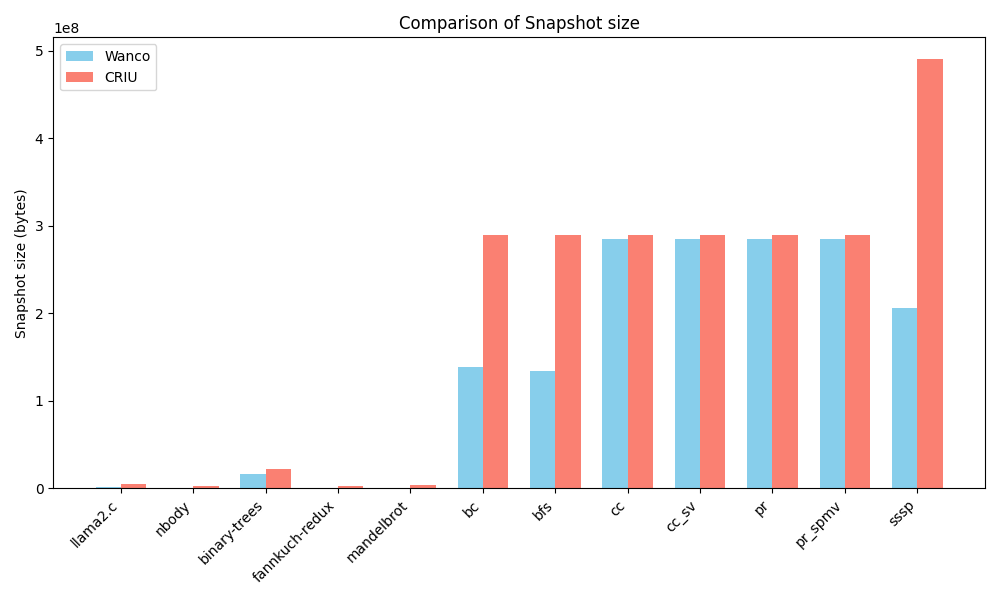 Comparison of Snapshot size
1e8
Wanco
CRIU
Snapshot size (bytes)
5
4
3
2
1
0
llama2.c
nbody
binary-trees
fannkuch-redux
mandelbrot
bc
bfs
cc
cc_sv
pr
pr_spmv
sssp